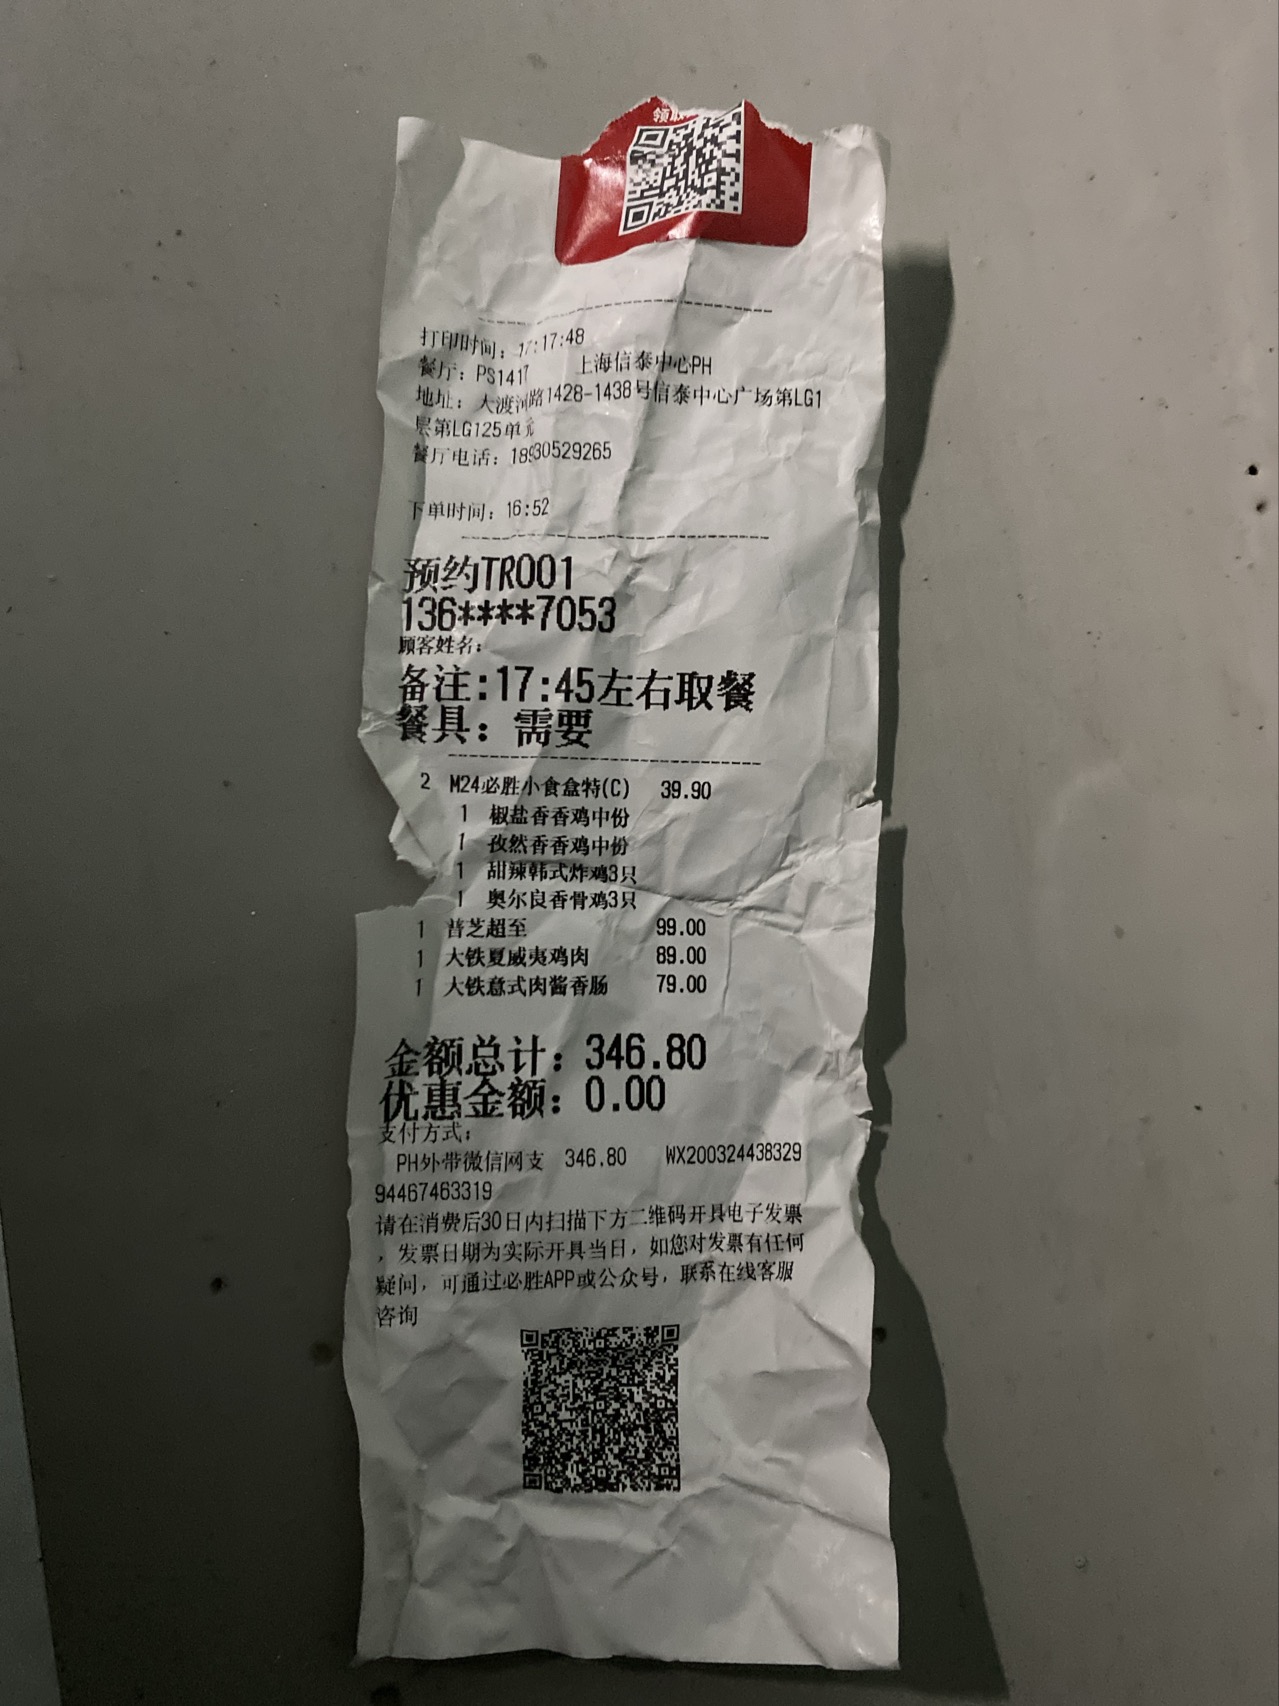 领取
打印时间：17:17:48
餐厅：PS1417 上海信泰中心PH
地址：大渡河路1428-1438号信泰中心广场第LG1
层第LG125单元
餐厅电话：18930529265
下单时间：16:52
预约TR001
136****7053
顾客姓名：
备注：17:45左右取餐
餐具：需要
2 M24必胜小食盒特(C) 39.90
1 椒盐香香鸡中份
1 孜然香香鸡中份
1 甜辣韩式炸鸡3只
1 奥尔良香骨鸡3只
1 普芝超至 99.00
1 大铁夏威夷鸡肉 89.00
1 大铁意式肉酱香肠 79.00
金额总计：346.80
优惠金额：0.00
支付方式：
PH外带微信网支 346.80 WX200324438329
94467463319
请在消费后30日内扫描下方二维码开具电子发票
，发票日期为实际开具当日，如您对发票有任何
疑问，可通过必胜APP或公众号，联系在线客服
咨询